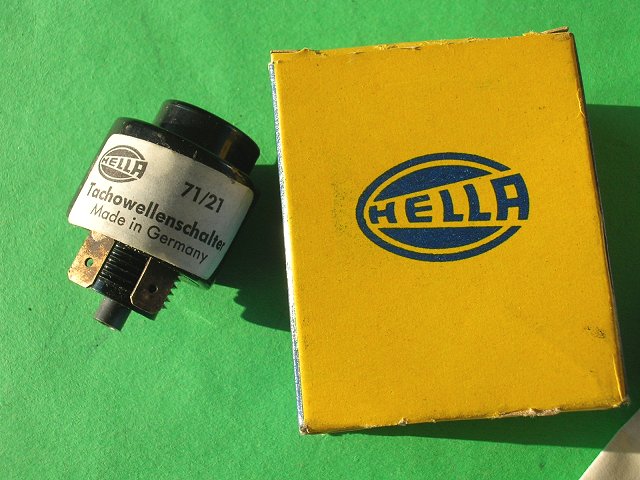 HELLA
71/21
Tachowellenschalter
Made in Germany
HELLA